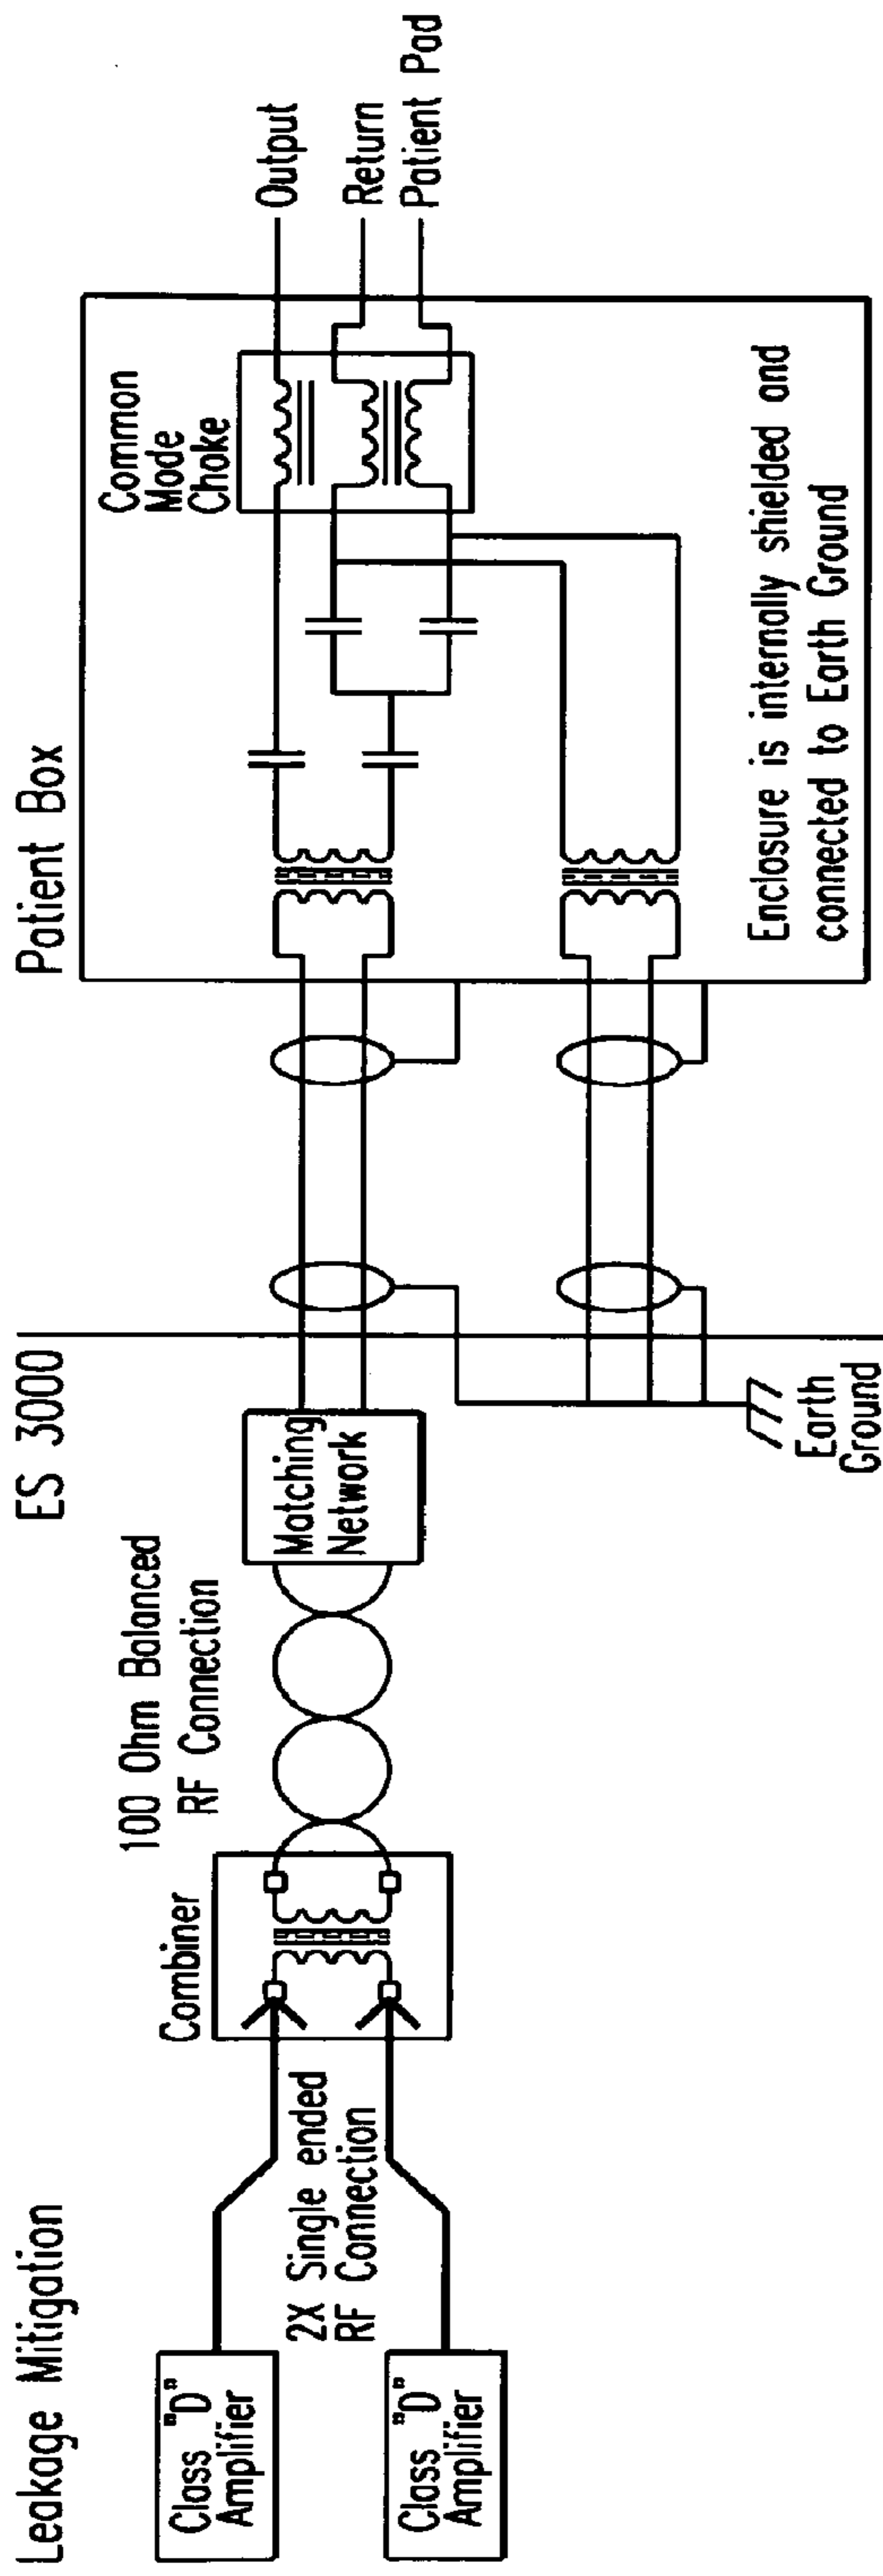 Leakage Mitigation
ES 3000
Patient Box
Class "D"
Amplifier
Class "D"
Amplifier
2X Single ended
RF Connection
Combiner
100 Ohm Balanced
RF Connection
Matching
Network
Earth
Ground
Common
Mode
Choke
Output
Return
Patient Pad
Enclosure is internally shielded and
connected to Earth Ground